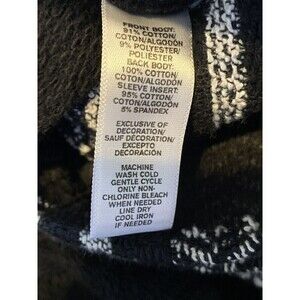 FRONT BODY:
91% COTTON/
COTTON/ALGODÓN
9% POLYESTER/
POLIESTER
BACK BODY:
100% COTTON/
COTON/ALGODÓN
SLEEVE INSERT:
95% COTTON/
COTON/ALGODÓN
5% SPANDEX
EXCLUSIVE OF
DECORATION/
SAUF DÉCORATION/
EXCEPTO
DECORACIÓN
MACHINE
WASH COLD
GENTLE CYCLE
ONLY NON-
CHLORINE BLEACH
WHEN NEEDED
LINE DRY
COOL IRON
IF NEEDED